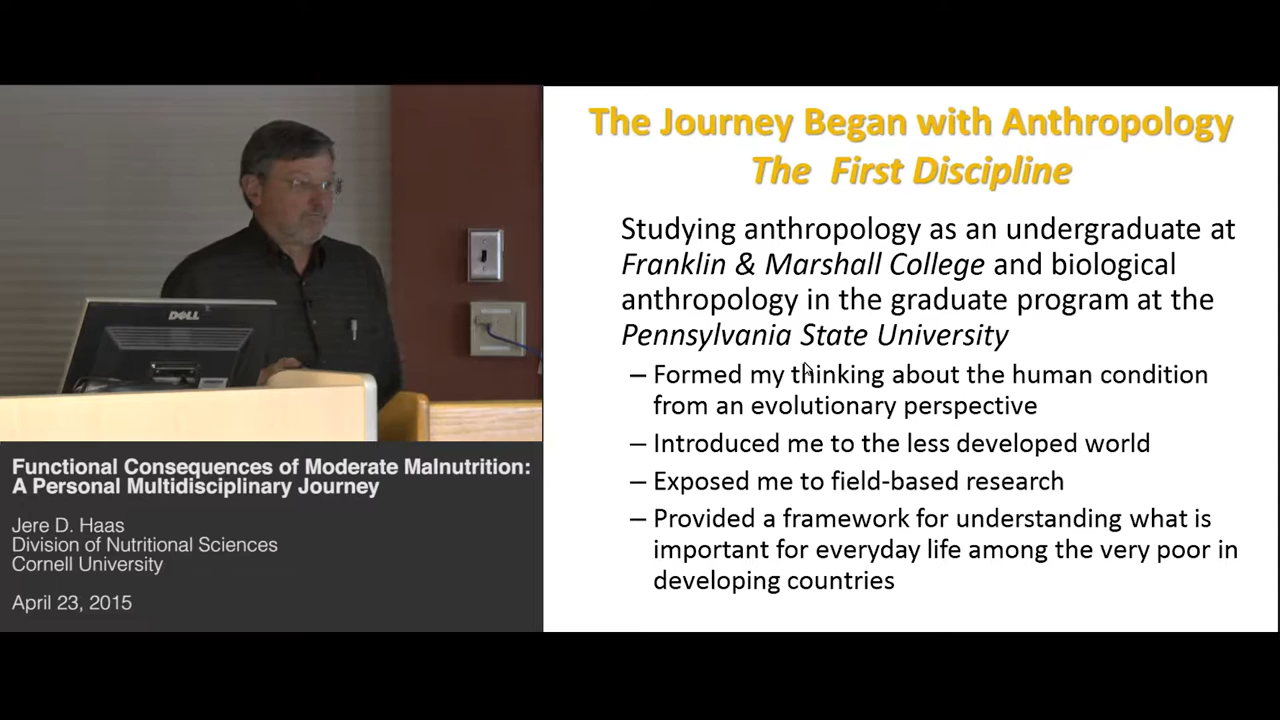 DELL
Functional Consequences of Moderate Malnutrition:
A Personal Multidisciplinary Journey
Jere D. Haas
Division of Nutritional Sciences
Cornell University
April 23, 2015
The Journey Began with Anthropology
The First Discipline
Studying anthropology as an undergraduate at
Franklin & Marshall College and biological
anthropology in the graduate program at the
Pennsylvania State University
– Formed my thinking about the human condition
from an evolutionary perspective
– Introduced me to the less developed world
– Exposed me to field-based research
– Provided a framework for understanding what is
important for everyday life among the very poor in
developing countries